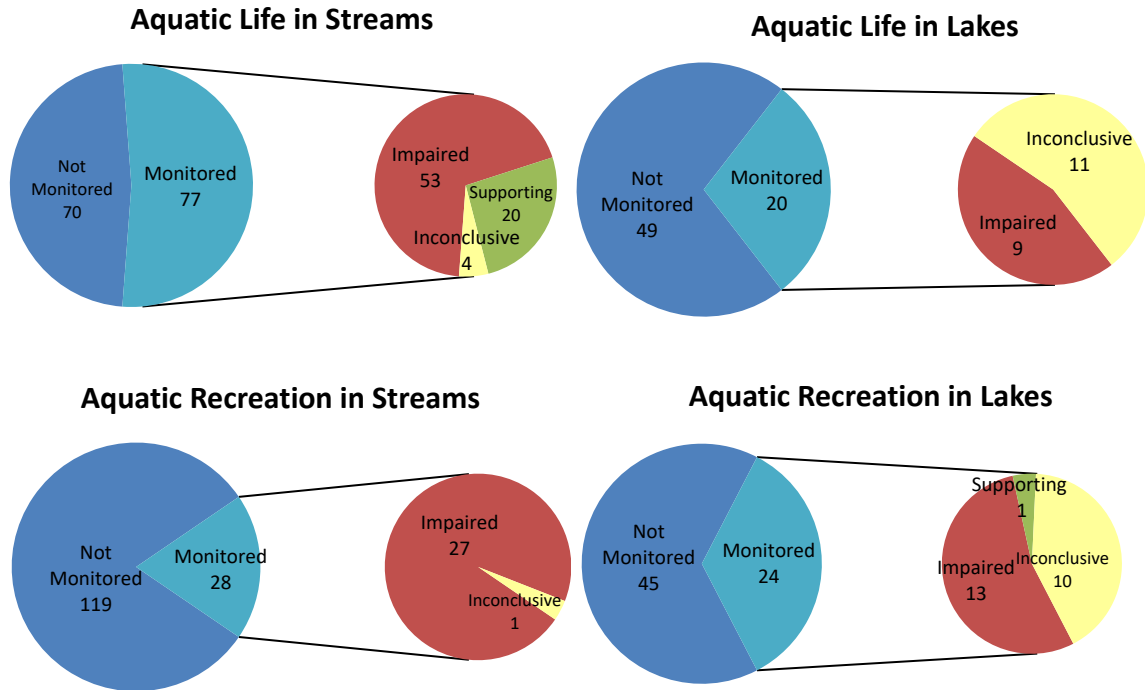 Aquatic Life in Streams
Not
Monitored
70
Monitored
77
Impaired
53
Supporting
20
Inconclusive
4
Aquatic Life in Lakes
Not
Monitored
49
Monitored
20
Inconclusive
11
Impaired
9
Aquatic Recreation in Streams
Not
Monitored
119
Monitored
28
Impaired
27
Inconclusive
1
Aquatic Recreation in Lakes
Not
Monitored
45
Monitored
24
Supporting
1
Impaired
13
Inconclusive
10